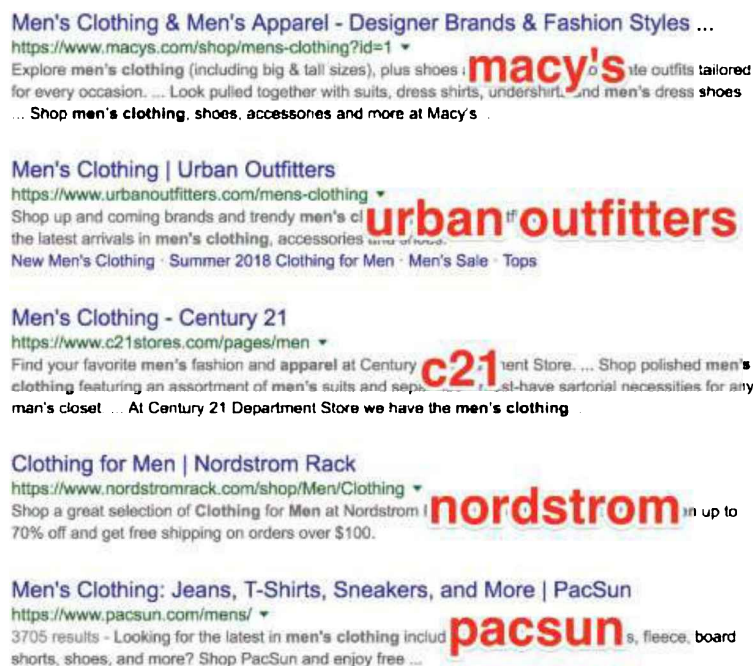 Men's Clothing & Men's Apparel - Designer Brands & Fashion Styles ...
https://www.macys.com/shop/mens-clothing?id=1
Explore men's clothing (including big & tall sizes), plus shoes macy's outfits tailored
for every occasion. ... Look pulled together with suits, dress shirts, undershirts and men's dress shoes
... Shop men's clothing, shoes, accessories and more at Macy's
Men's Clothing | Urban Outfitters
https://www.urbanoutfitters.com/mens-clothing
Shop up and coming brands and trendy men's cl urban outfitters
the latest arrivals in men's clothing, accessories and shoes.
New Men's Clothing · Summer 2018 Clothing for Men · Men's Sale · Tops
Men's Clothing - Century 21
https://www.c21stores.com/pages/men
Find your favorite men's fashion and apparel at Century c21 ent Store. ... Shop polished men's
clothing featuring an assortment of men's suits and sep st-have sartorial necessities for any
man's closet ... At Century 21 Department Store we have the men's clothing
Clothing for Men | Nordstrom Rack
https://www.nordstromrack.com/shop/Men/Clothing
Shop a great selection of Clothing for Men at Nordstrom nordstrom n up to
70% off and get free shipping on orders over $100.
Men's Clothing: Jeans, T-Shirts, Sneakers, and More | PacSun
https://www.pacsun.com/mens/
3705 results - Looking for the latest in men's clothing includ pacsun s, fleece, board
shorts, shoes, and more? Shop PacSun and enjoy free ...